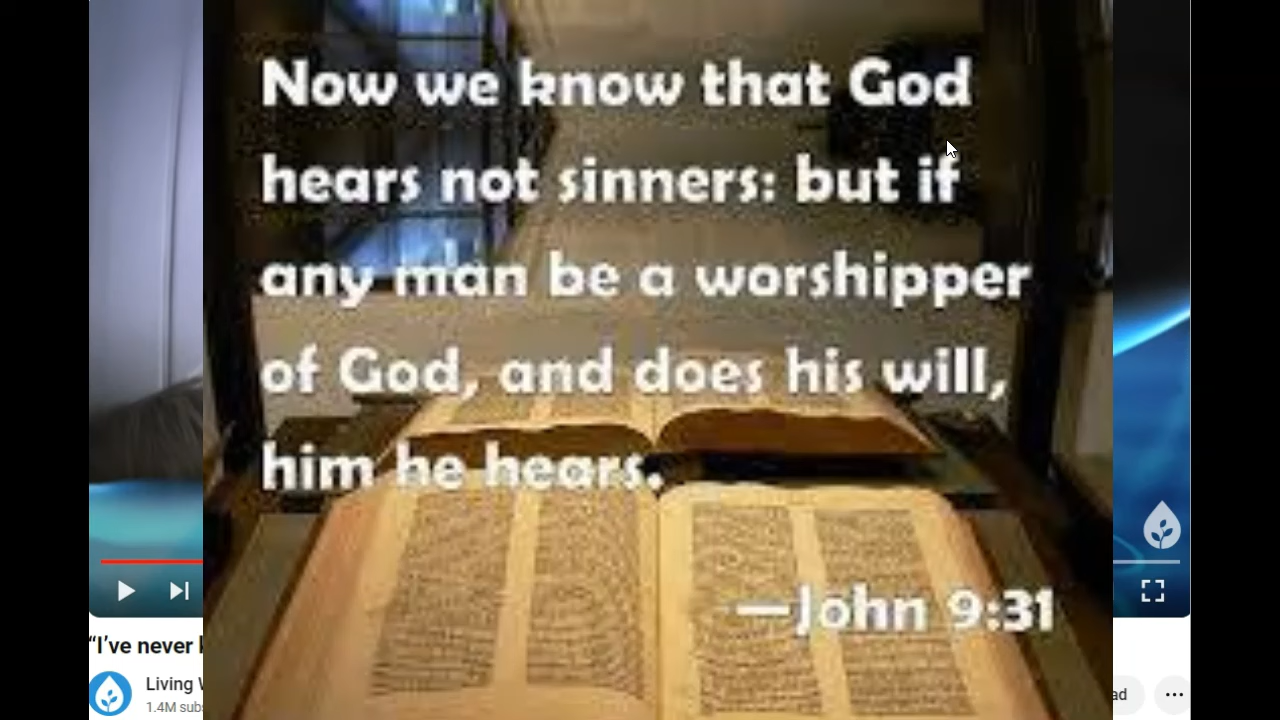 Now we know that God
hears not sinners: but if
any man be a worshipper
of God, and does his will,
him he hears.
—John 9:31
“I've never
Living
1.4M subs
ad